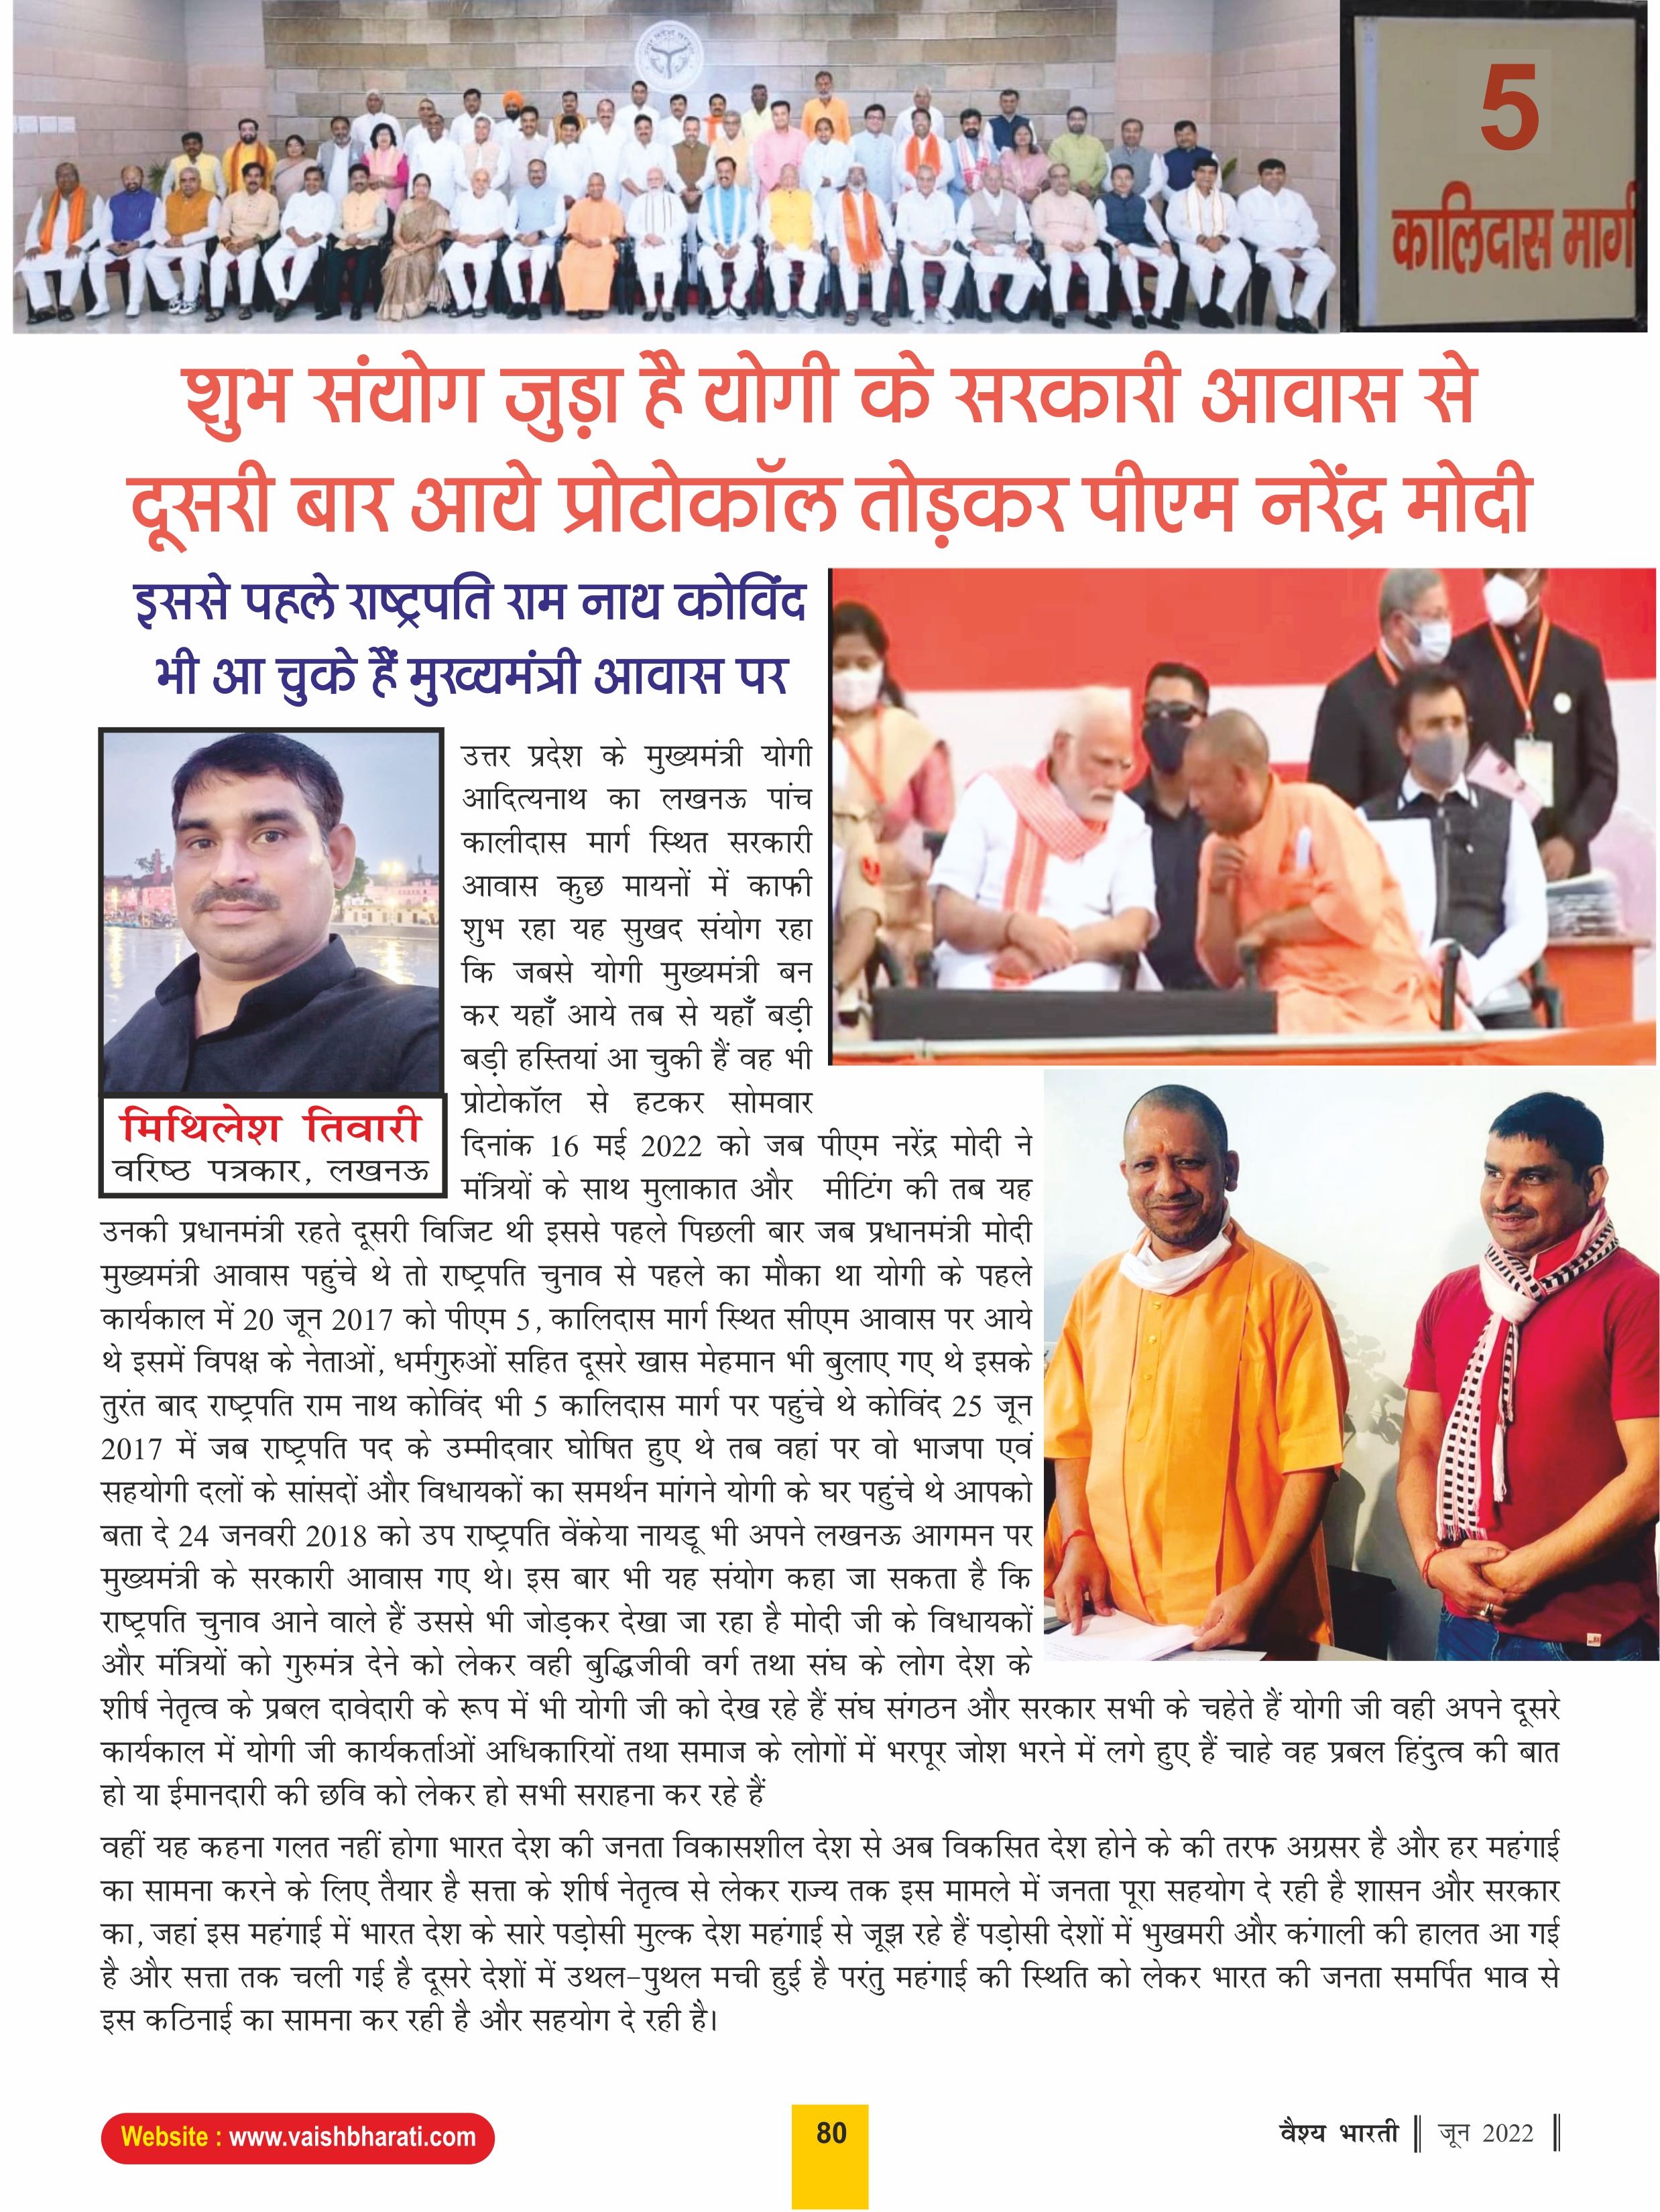 5
कालिदास मार्ग
शुभ संयोग जुड़ा है योगी के सरकारी आवास से
दूसरी बार आये प्रोटोकॉल तोड़कर पीएम नरेंद्र मोदी
इससे पहले राष्ट्रपति राम नाथ कोविंद
भी आ चुके हैं मुख्यमंत्री आवास पर
मिथिलेश तिवारी
वरिष्ठ पत्रकार, लखनऊ
उत्तर प्रदेश के मुख्यमंत्री योगी
आदित्यनाथ का लखनऊ पांच
कालीदास मार्ग स्थित सरकारी
आवास कुछ मायनों में काफी
शुभ रहा यह सुखद संयोग रहा
कि जबसे योगी मुख्यमंत्री बन
कर यहाँ आये तब से यहाँ बड़ी
बड़ी हस्तियां आ चुकी हैं वह भी
प्रोटोकॉल से हटकर सोमवार
दिनांक 16 मई 2022 को जब पीएम नरेंद्र मोदी ने
मंत्रियों के साथ मुलाकात और मीटिंग की तब यह
उनकी प्रधानमंत्री रहते दूसरी विजिट थी इससे पहले पिछली बार जब प्रधानमंत्री मोदी
मुख्यमंत्री आवास पहुंचे थे तो राष्ट्रपति चुनाव से पहले का मौका था योगी के पहले
कार्यकाल में 20 जून 2017 को पीएम 5, कालिदास मार्ग स्थित सीएम आवास पर आये
थे इसमें विपक्ष के नेताओं, धर्मगुरुओं सहित दूसरे खास मेहमान भी बुलाए गए थे इसके
तुरंत बाद राष्ट्रपति राम नाथ कोविंद भी 5 कालिदास मार्ग पर पहुंचे थे कोविंद 25 जून
2017 में जब राष्ट्रपति पद के उम्मीदवार घोषित हुए थे तब वहां पर वो भाजपा एवं
सहयोगी दलों के सांसदों और विधायकों का समर्थन मांगने योगी के घर पहुंचे थे आपको
बता दे 24 जनवरी 2018 को उप राष्ट्रपति वेंकेया नायडू भी अपने लखनऊ आगमन पर
मुख्यमंत्री के सरकारी आवास गए थे। इस बार भी यह संयोग कहा जा सकता है कि
राष्ट्रपति चुनाव आने वाले हैं उससे भी जोड़कर देखा जा रहा है मोदी जी के विधायकों
और मंत्रियों को गुरुमंत्र देने को लेकर वही बुद्धिजीवी वर्ग तथा संघ के लोग देश के
शीर्ष नेतृत्व के प्रबल दावेदारी के रूप में भी योगी जी को देख रहे हैं संघ संगठन और सरकार सभी के चहेते हैं योगी जी वही अपने दूसरे
कार्यकाल में योगी जी कार्यकर्ताओं अधिकारियों तथा समाज के लोगों में भरपूर जोश भरने में लगे हुए हैं चाहे वह प्रबल हिंदुत्व की बात
हो या ईमानदारी की छवि को लेकर हो सभी सराहना कर रहे हैं
वहीं यह कहना गलत नहीं होगा भारत देश की जनता विकासशील देश से अब विकसित देश होने के की तरफ अग्रसर है और हर महंगाई
का सामना करने के लिए तैयार है सत्ता के शीर्ष नेतृत्व से लेकर राज्य तक इस मामले में जनता पूरा सहयोग दे रही है शासन और सरकार
का, जहां इस महंगाई में भारत देश के सारे पड़ोसी मुल्क देश महंगाई से जूझ रहे हैं पड़ोसी देशों में भुखमरी और कंगाली की हालत आ गई
है और सत्ता तक चली गई है दूसरे देशों में उथल-पुथल मची हुई है परंतु महंगाई की स्थिति को लेकर भारत की जनता समर्पित भाव से
इस कठिनाई का सामना कर रही है और सहयोग दे रही है।
Website : www.vaishbharati.com
80
वैश्य भारती || जून 2022 ||